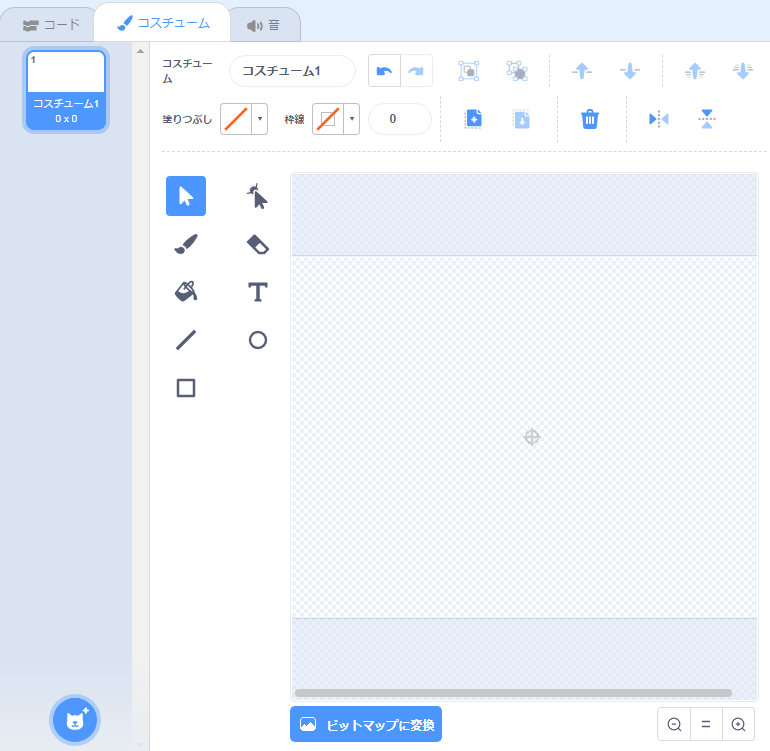 コード
コスチューム
音
1
コスチューム1
0 x 0
コスチュー
ム
コスチューム1
塗りつぶし
枠線
0
T
ビットマップに変換